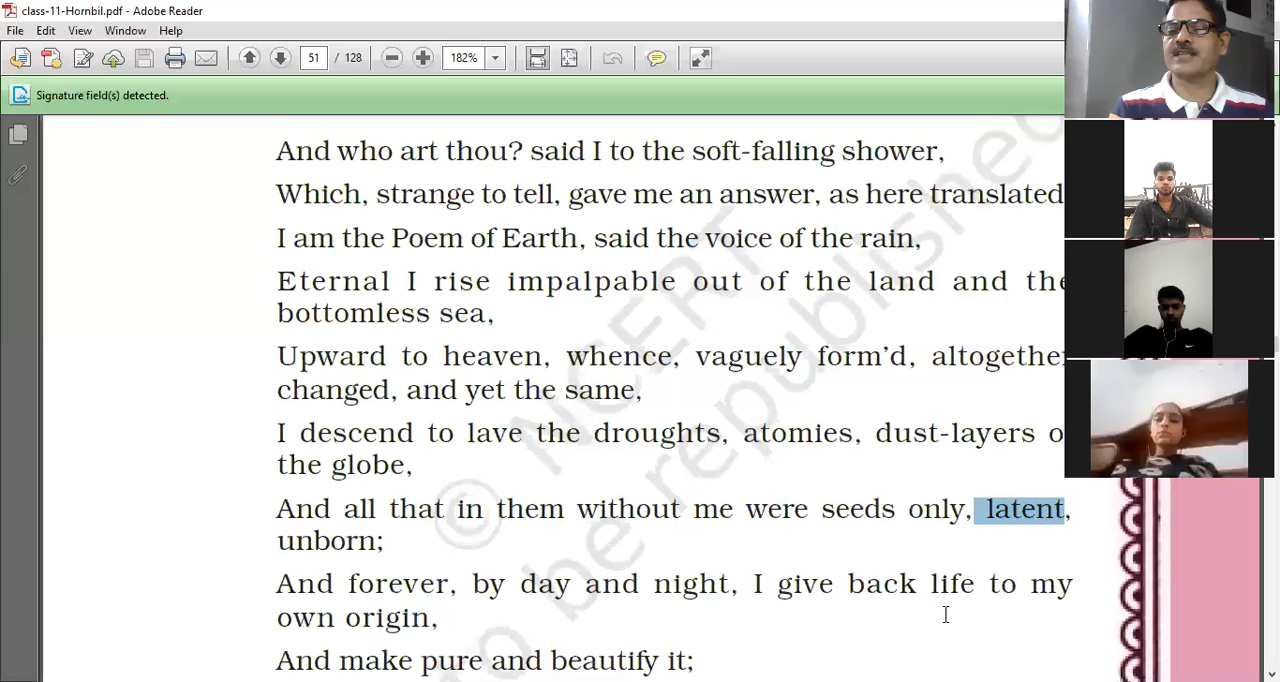 class-11-Hornbil.pdf - Adobe Reader
File Edit View Window Help
51 / 128 182%
Signature field(s) detected.
And who art thou? said I to the soft-falling shower,
Which, strange to tell, gave me an answer, as here translated
I am the Poem of Earth, said the voice of the rain,
Eternal I rise impalpable out of the land and the
bottomless sea,
Upward to heaven, whence, vaguely form'd, altogether
changed, and yet the same,
I descend to lave the droughts, atomies, dust-layers o
the globe,
And all that in them without me were seeds only, latent,
unborn;
And forever, by day and night, I give back life to my
own origin,
And make pure and beautify it;
© NCERT
to be republished